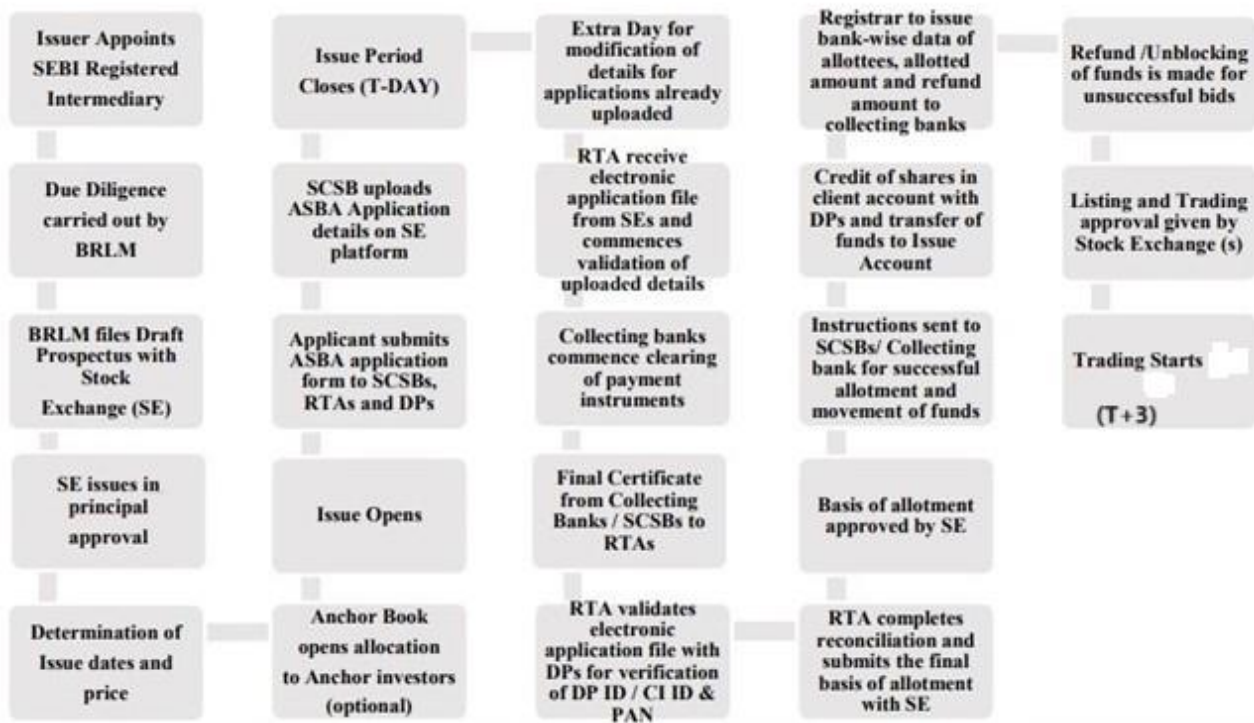 Issuer Appoints
SEBI Registered
Intermediary
Due Diligence
carried out by
BRLM
BRLM files Draft
Prospectus with
Stock
Exchange (SE)
SE issues in
principal
approval
Determination of
Issue dates and
price
Anchor Book
opens allocation
to Anchor investors
(optional)
Issue Opens
Applicant submits
ASBA application
form to SCSBs,
RTAs and DPs
SCSB uploads
ASBA Application
details on SE
platform
Issue Period
Closes (T-DAY)
Extra Day for
modification of
details for
applications already
uploaded
RTA receive
electronic
application file
from SEs and
commences
validation of
uploaded details
Collecting banks
commence clearing
of payment
instruments
Final Certificate
from Collecting
Banks / SCSBs to
RTAs
RTA validates
electronic
application file with
DPs for verification
of DP ID / CI ID &
PAN
RTA completes
reconciliation and
submits the final
basis of allotment
with SE
Basis of allotment
approved by SE
Instructions sent to
SCSBs/ Collecting
bank for successful
allotment and
movement of funds
Credit of shares in
client account with
DPs and transfer of
funds to Issue
Account
Registrar to issue
bank-wise data of
allottees, allotted
amount and refund
amount to
collecting banks
Refund /Unblocking
of funds is made for
unsuccessful bids
Listing and Trading
approval given by
Stock Exchange (s)
Trading Starts
(T+3)